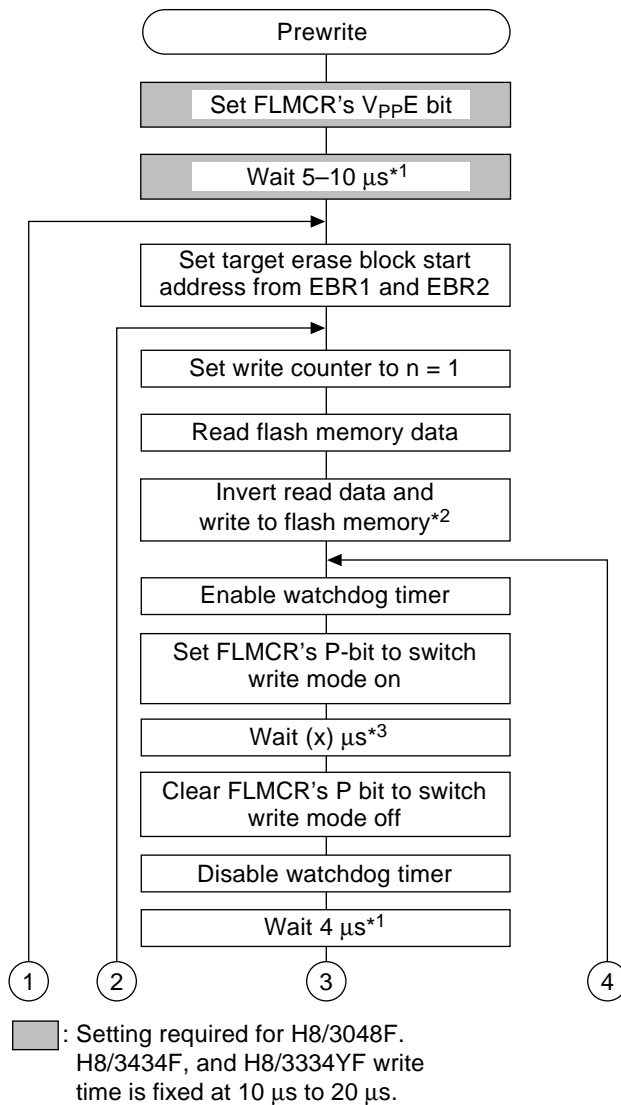 Prewrite
Set FLMCR's VPPE bit
Wait 5–10 μs*1
Set target erase block start
address from EBR1 and EBR2
Set write counter to n = 1
Read flash memory data
Invert read data and
write to flash memory*2
Enable watchdog timer
Set FLMCR's P-bit to switch
write mode on
Wait (x) μs*3
Clear FLMCR's P bit to switch
write mode off
Disable watchdog timer
Wait 4 μs*1
1 2 3 4
: Setting required for H8/3048F.
H8/3434F, and H8/3334YF write
time is fixed at 10 μs to 20 μs.